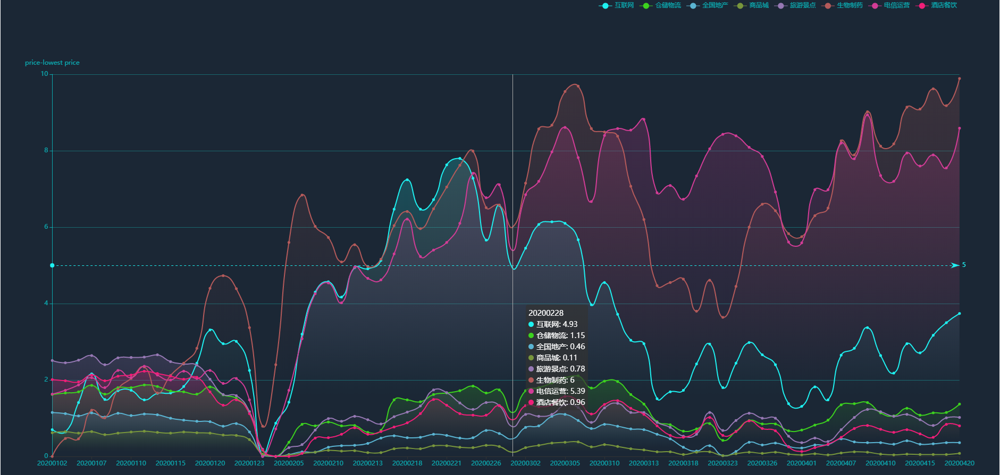 互联网 仓储物流 全国地产 商品城 旅游景点 生物制药 电信运营 酒店餐饮
price-lowest price
10
8
6
5
4
2
0
20200228
互联网: 4.93
仓储物流: 1.15
全国地产: 0.46
商品城: 0.11
旅游景点: 0.78
生物制药: 6
电信运营: 5.39
酒店餐饮: 0.96
20200102 20200107 20200110 20200115 20200120 20200123 20200205 20200210 20200213 20200218 20200221 20200226 20200302 20200305 20200310 20200313 20200318 20200323 20200326 20200401 20200407 20200410 20200415 20200420